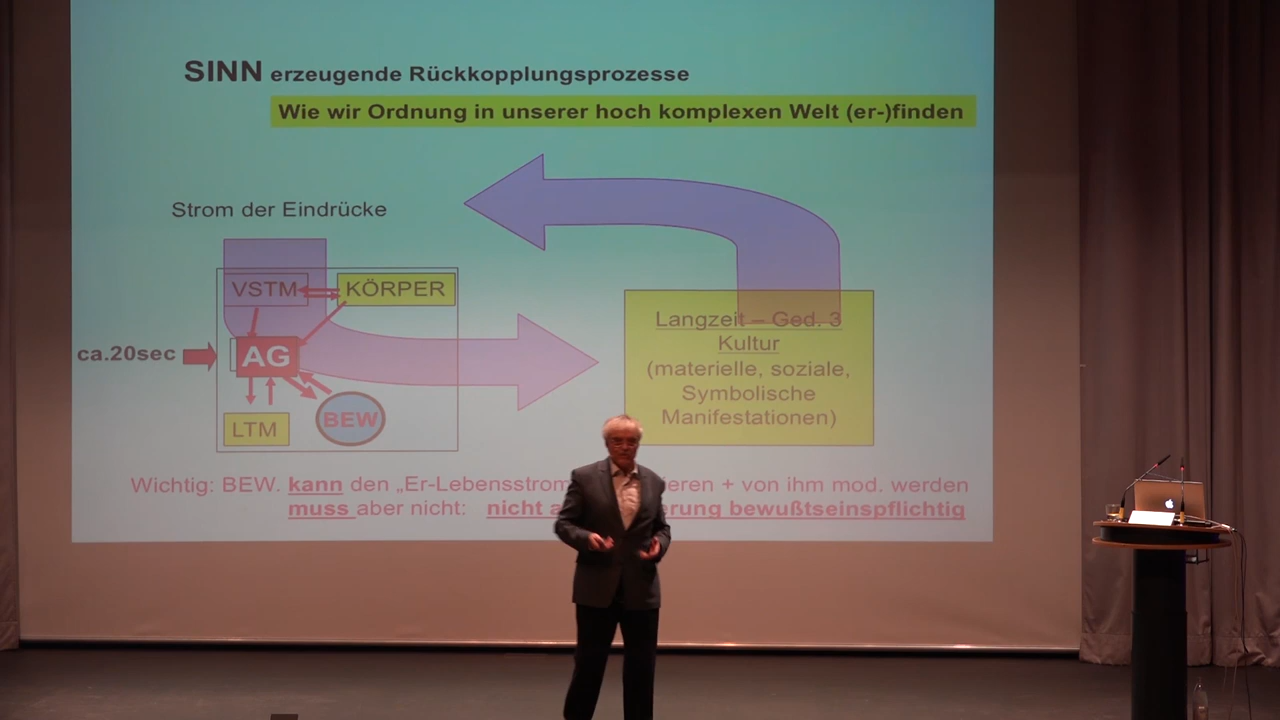 SINN erzeugende Rückkopplungsprozesse
Wie wir Ordnung in unserer hoch komplexen Welt (er-)finden
Strom der Eindrücke
VSTM
KÖRPER
ca.20sec
AG
LTM
BEW
Langzeit – Ged. 3
Kultur
(materielle, soziale,
Symbolische
Manifestationen)
Wichtig: BEW. kann den „Er-Lebensstrom ieren + von ihm mod. werden
muss aber nicht: nicht a erung bewußtseinspflichtig